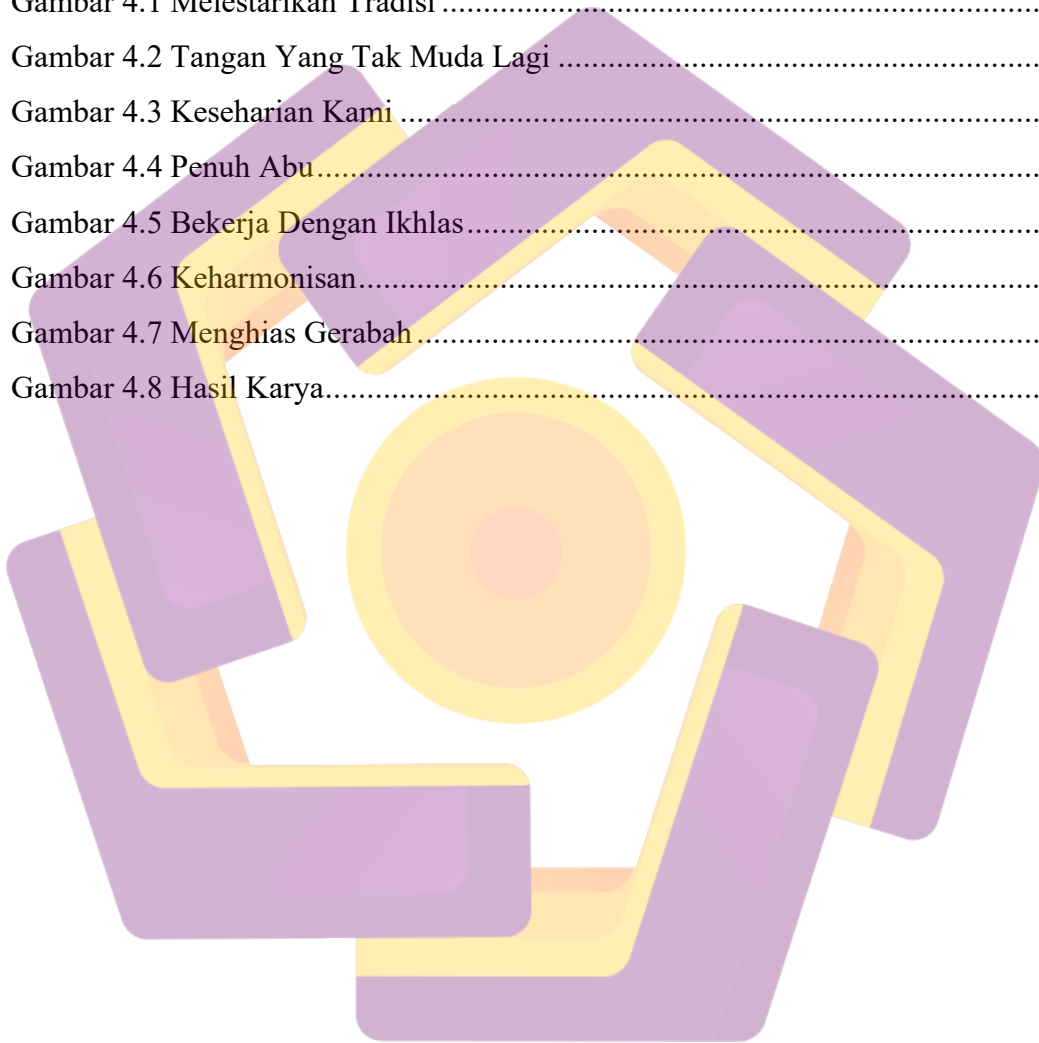 Gambar 4.1 Melestarikan Tradisi ..........................................................................
Gambar 4.2 Tangan Yang Tak Muda Lagi ...........................................................
Gambar 4.3 Keseharian Kami ...............................................................................
Gambar 4.4 Penuh Abu..........................................................................................
Gambar 4.5 Bekerja Dengan Ikhlas.......................................................................
Gambar 4.6 Keharmonisan.....................................................................................
Gambar 4.7 Menghias Gerabah .............................................................................
Gambar 4.8 Hasil Karya.........................................................................................